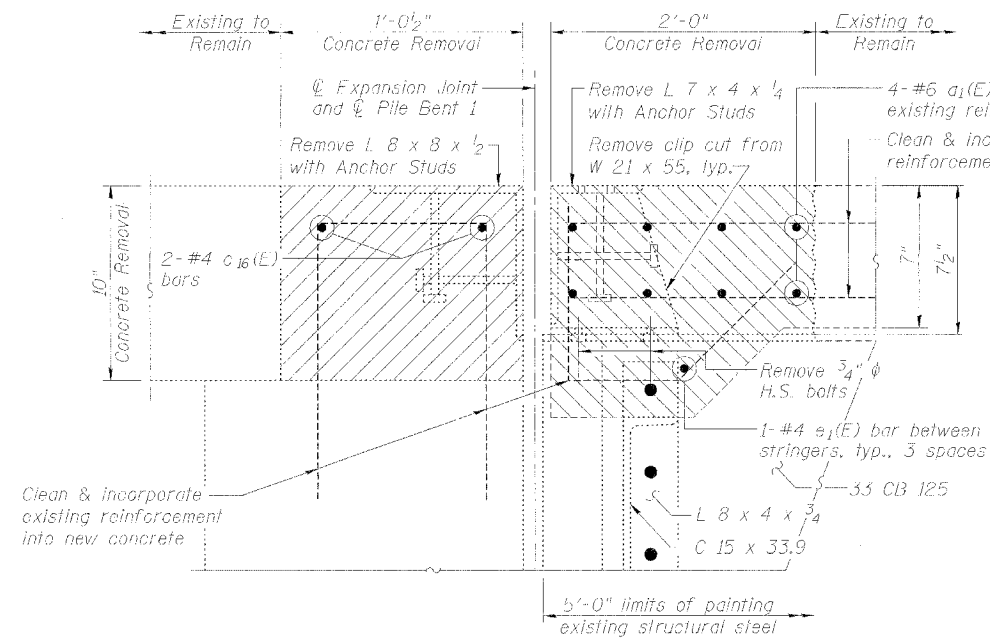 Existing to
Remain
1'-0½"
Concrete Removal
2'-0"
Concrete Removal
Existing to
Remain
℄ Expansion Joint
and ℄ Pile Bent 1
Remove L 7 x 4 x ¼
with Anchor Studs
4-#6 a₁(E)
existing rei
Remove L 8 x 8 x ½
with Anchor Studs
Remove clip cut from
W 21 x 55, typ.
Clean & inc
reinforceme
10"
Concrete Removal
2-#4 a₁₆(E)
bars
7"
7½"
Remove ¾" ϕ
H.S. bolts
1-#4 e₁(E) bar between
stringers, typ., 3 spaces
33 CB 125
Clean & incorporate
existing reinforcement
into new concrete
L 8 x 4 x ¾
C 15 x 33.9
5'-0" limits of painting
existing structural steel